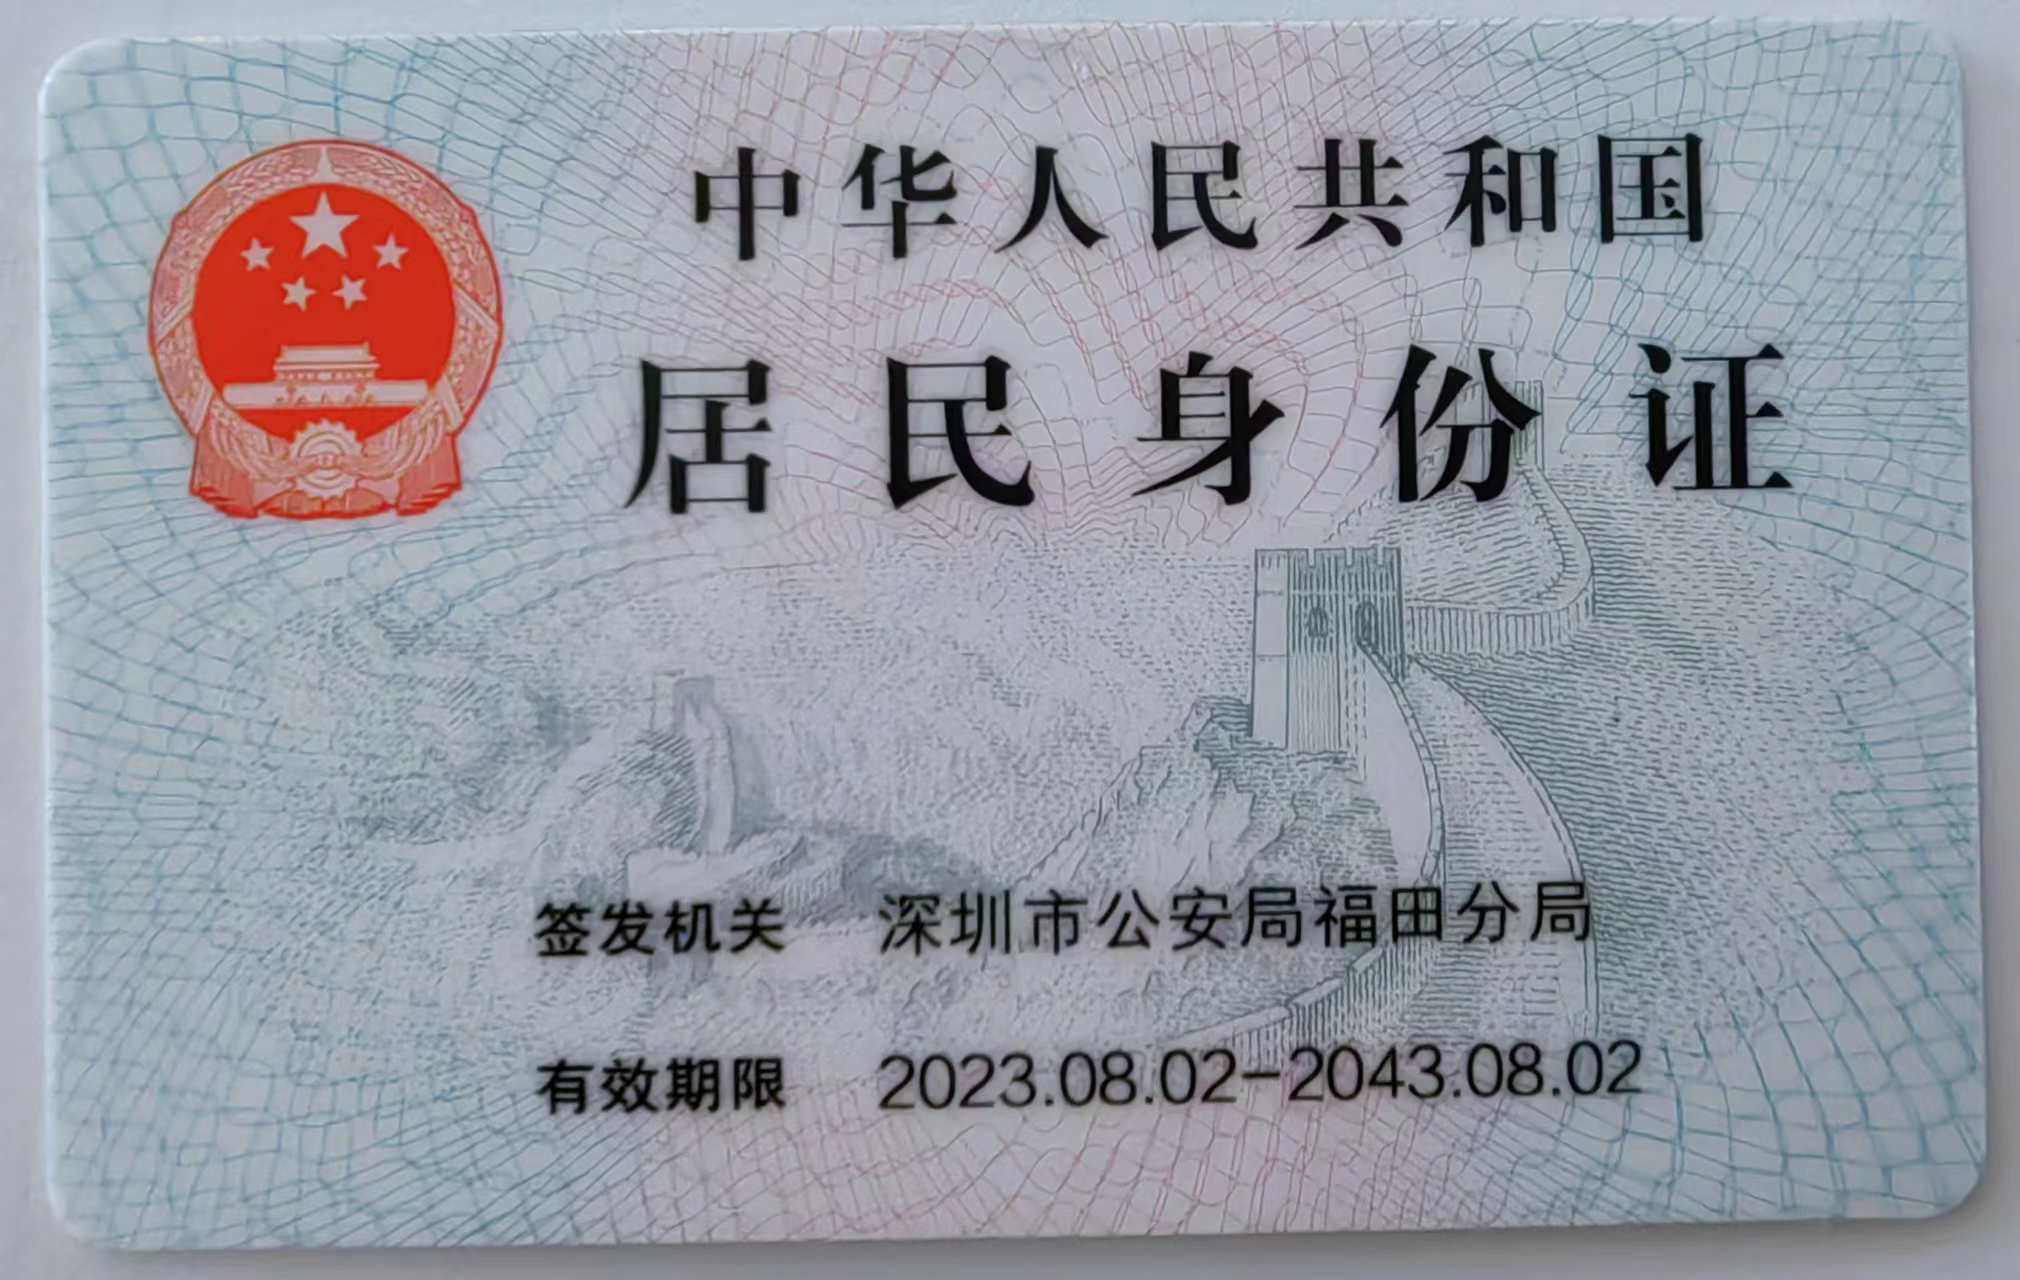 中华人民共和国
居民身份证
签发机关 深圳市公安局福田分局
有效期限 2023.08.02-2043.08.02